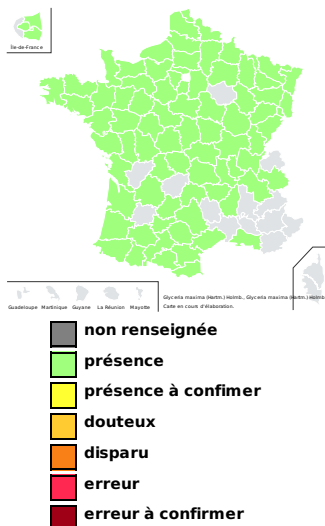 Île-de-France
Guadeloupe Martinique Guyane La Réunion Mayotte
Glyceria maxima (Hartm.) Holmb., Glyceria maxima (Hartm.) Holmb
Carte en cours d'élaboration.
non renseignée
présence
présence à confimer
douteux
disparu
erreur
erreur à confirmer